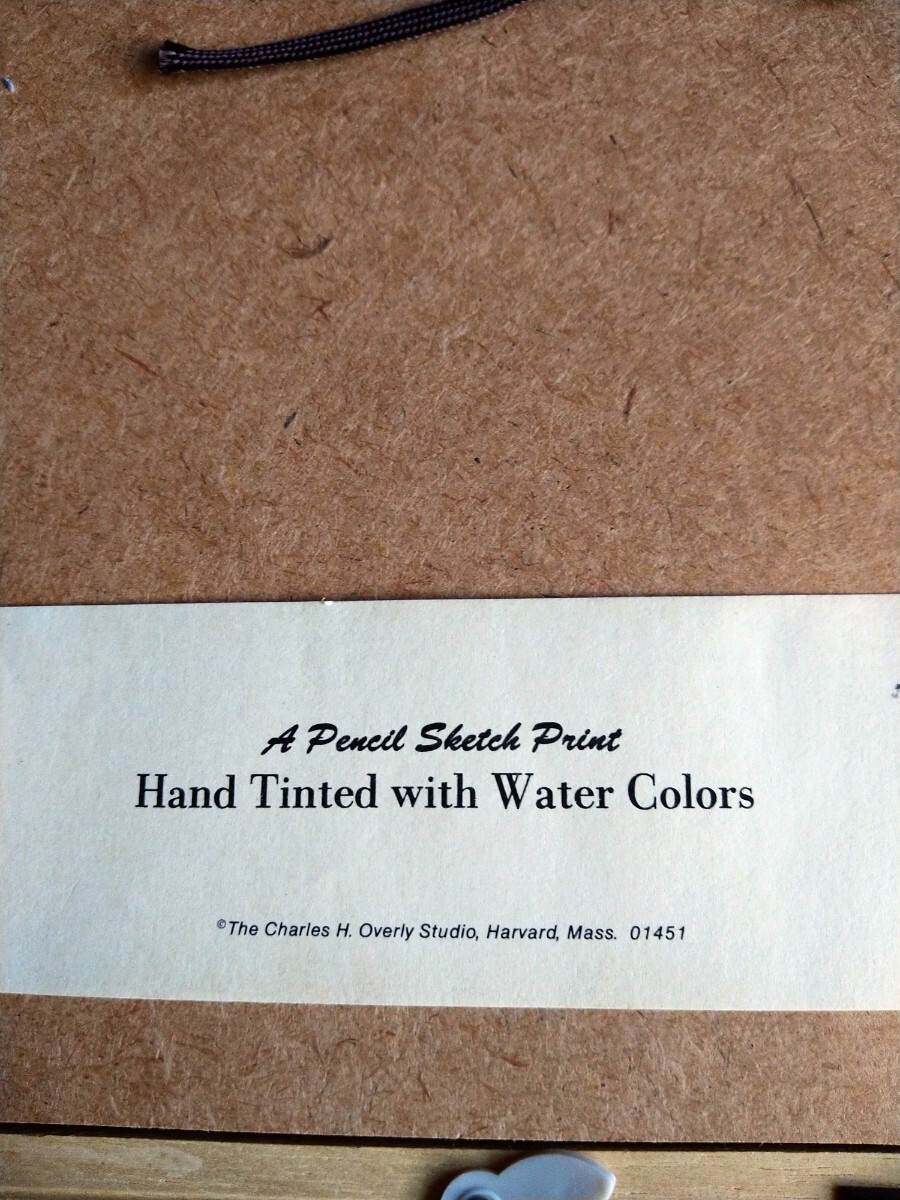 A Pencil Sketch Print
Hand Tinted with Water Colors
©The Charles H. Overly Studio, Harvard, Mass. 01451